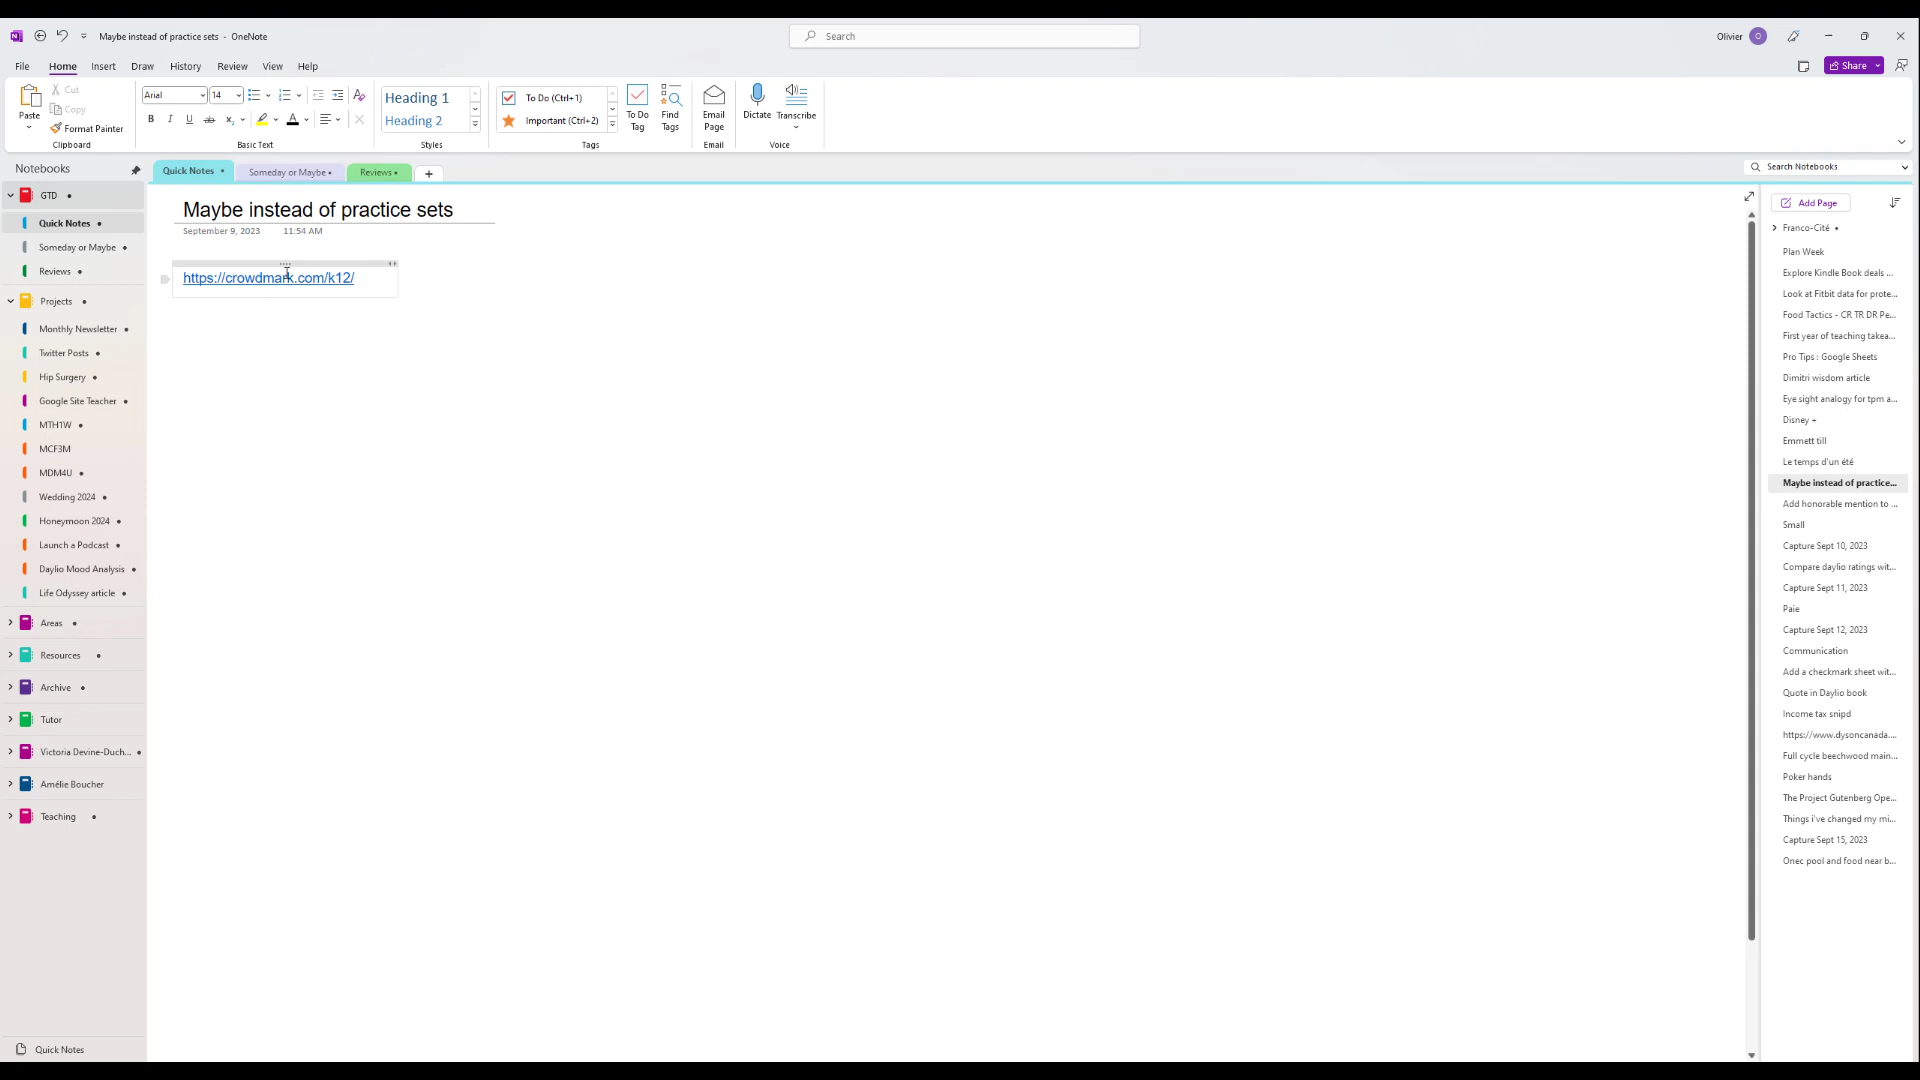 Maybe instead of practice sets - OneNote
Search
Olivier O
File Home Insert Draw History Review View Help
Share
Paste
Cut
Copy
Format Painter
Clipboard
Arial 14
B I U ab x
A
Basic Text
Heading 1
Heading 2
Styles
To Do (Ctrl+1)
Important (Ctrl+2)
Tags
To Do
Tag
Find
Tags
Email
Page
Email
Dictate
Transcribe
Voice
Notebooks
Quick Notes
Someday or Maybe
Reviews
+
Search Notebooks
GTD
Quick Notes
Someday or Maybe
Reviews
Projects
Monthly Newsletter
Twitter Posts
Hip Surgery
Google Site Teacher
MTH1W
MCF3M
MDM4U
Wedding 2024
Honeymoon 2024
Launch a Podcast
Daylio Mood Analysis
Life Odyssey article
Areas
Resources
Archive
Tutor
Victoria Devine-Duch...
Amélie Boucher
Teaching
Quick Notes
Maybe instead of practice sets
September 9, 2023 11:54 AM
https://crowdmark.com/k12/
Add Page
Franco-Cité
Plan Week
Explore Kindle Book deals ...
Look at Fitbit data for prote...
Food Tactics - CR TR DR Pe...
First year of teaching takea...
Pro Tips : Google Sheets
Dimitri wisdom article
Eye sight analogy for tpm a...
Disney +
Emmett till
Le temps d'un été
Maybe instead of practice...
Add honorable mention to ...
Small
Capture Sept 10, 2023
Compare daylio ratings wit...
Capture Sept 11, 2023
Paie
Capture Sept 12, 2023
Communication
Add a checkmark sheet wit...
Quote in Daylio book
Income tax snipd
https://www.dysoncanada....
Full cycle beechwood main...
Poker hands
The Project Gutenberg Ope...
Things i've changed my mi...
Capture Sept 15, 2023
Onec pool and food near b...